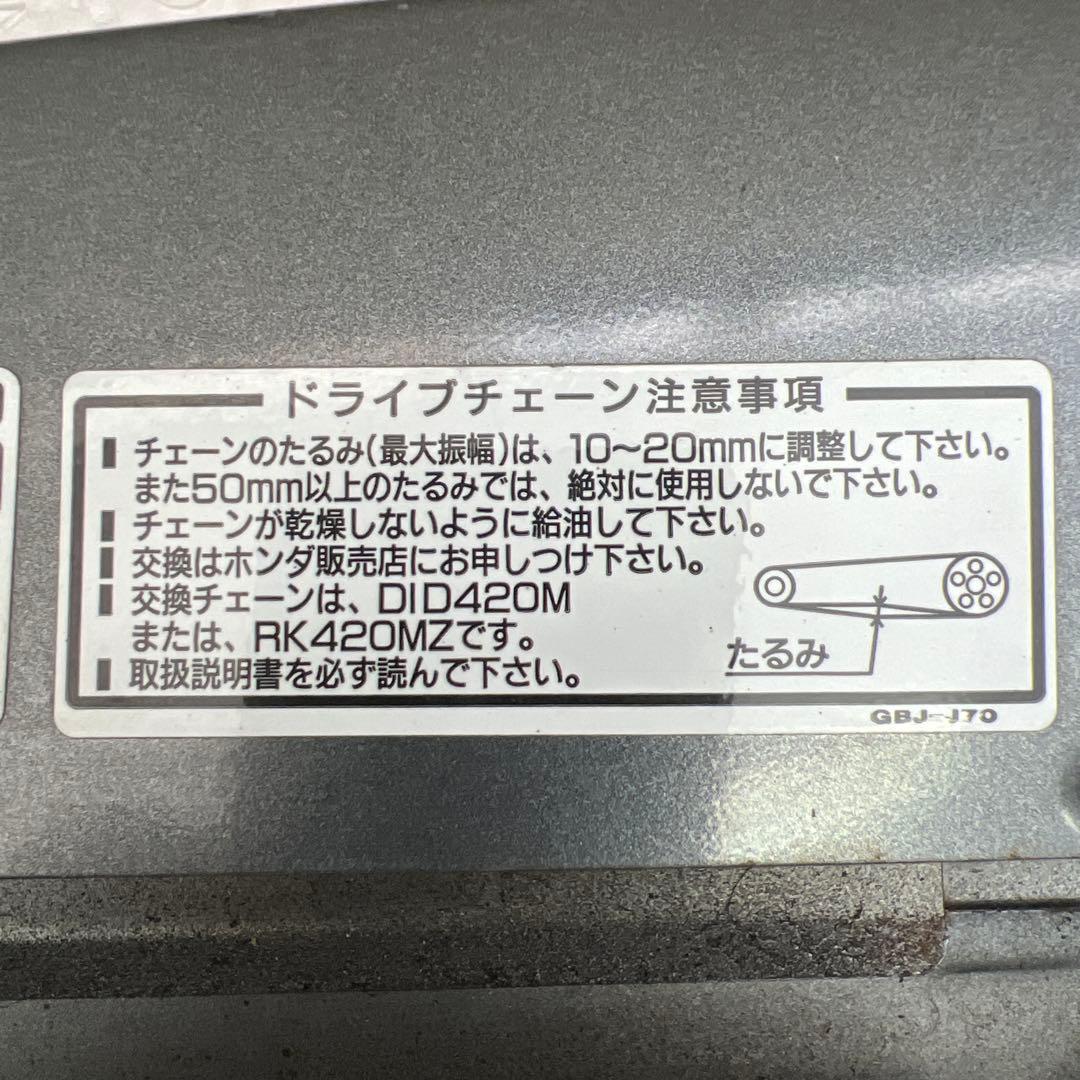 ドライブチェーン注意事項
チェーンのたるみ(最大振幅)は、10〜20mmに調整して下さい。
また50mm以上のたるみでは、絶対に使用しないで下さい。
チェーンが乾燥しないように給油して下さい。
交換はホンダ販売店にお申しつけ下さい。
交換チェーンは、DID420M
または、RK420MZです。
取扱説明書を必ず読んで下さい。
たるみ
GBJ-J70